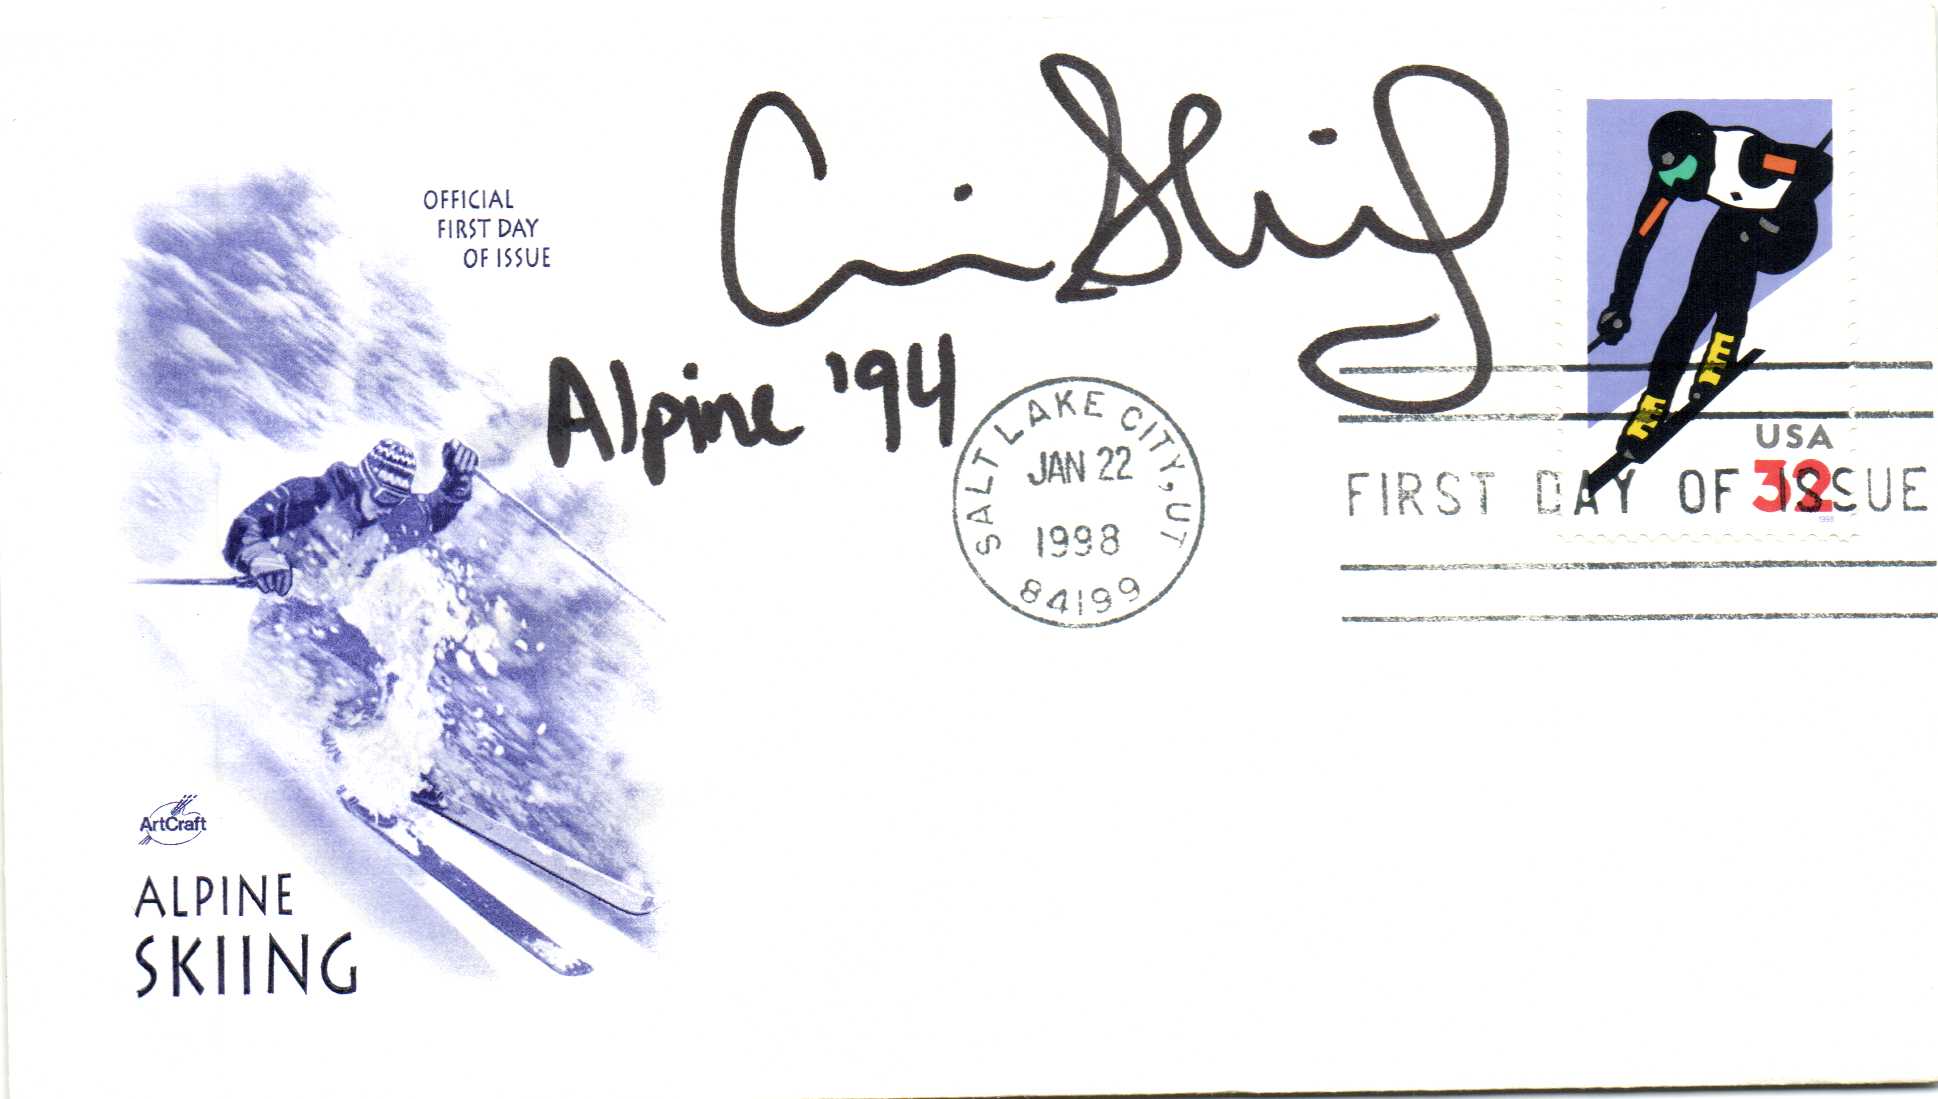 OFFICIAL
FIRST DAY
OF ISSUE
Alpine '94
SALT LAKE CITY, UT
JAN 22
1998
84199
USA
32
1998
FIRST DAY OF ISSUE
ArtCraft
ALPINE
SKIING